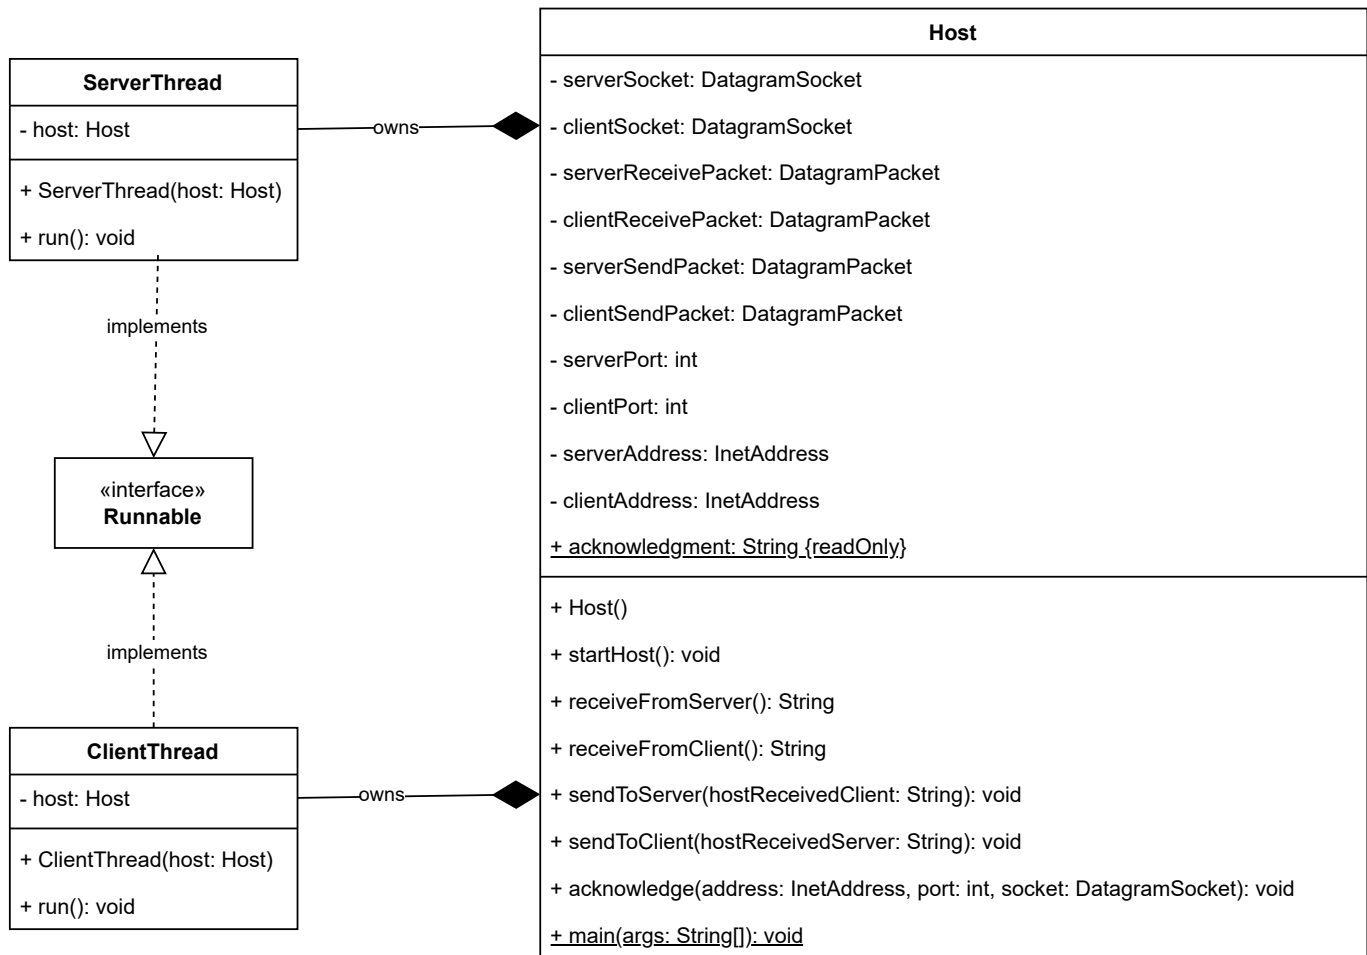 ServerThread
- host: Host
+ ServerThread(host: Host)
+ run(): void
owns
implements
«interface»
Runnable
implements
ClientThread
- host: Host
+ ClientThread(host: Host)
+ run(): void
owns
Host
- serverSocket: DatagramSocket
- clientSocket: DatagramSocket
- serverReceivePacket: DatagramPacket
- clientReceivePacket: DatagramPacket
- serverSendPacket: DatagramPacket
- clientSendPacket: DatagramPacket
- serverPort: int
- clientPort: int
- serverAddress: InetAddress
- clientAddress: InetAddress
+ acknowledgment: String {readOnly}
+ Host()
+ startHost(): void
+ receiveFromServer(): String
+ receiveFromClient(): String
+ sendToServer(hostReceivedClient: String): void
+ sendToClient(hostReceivedServer: String): void
+ acknowledge(address: InetAddress, port: int, socket: DatagramSocket): void
+ main(args: String[]): void